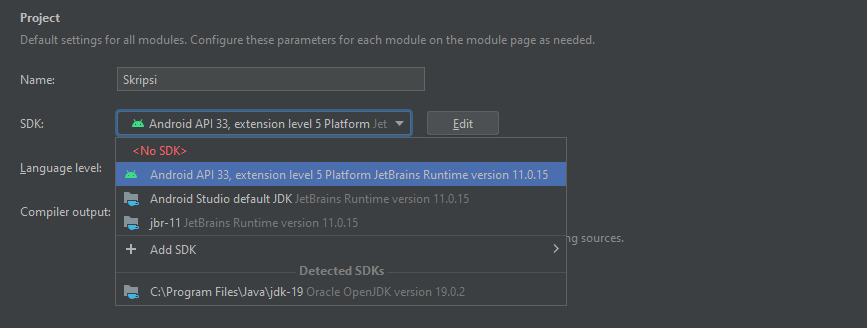 Project
Default settings for all modules. Configure these parameters for each module on the module page as needed.
Name:
Skripsi
SDK:
Android API 33, extension level 5 Platform Jet
Edit
<No SDK>
Language level:
Android API 33, extension level 5 Platform JetBrains Runtime version 11.0.15
Android Studio default JDK JetBrains Runtime version 11.0.15
Compiler output:
jbr-11 JetBrains Runtime version 11.0.15
ng sources.
Add SDK
Detected SDKs
C:\Program Files\Java\jdk-19 Oracle OpenJDK version 19.0.2